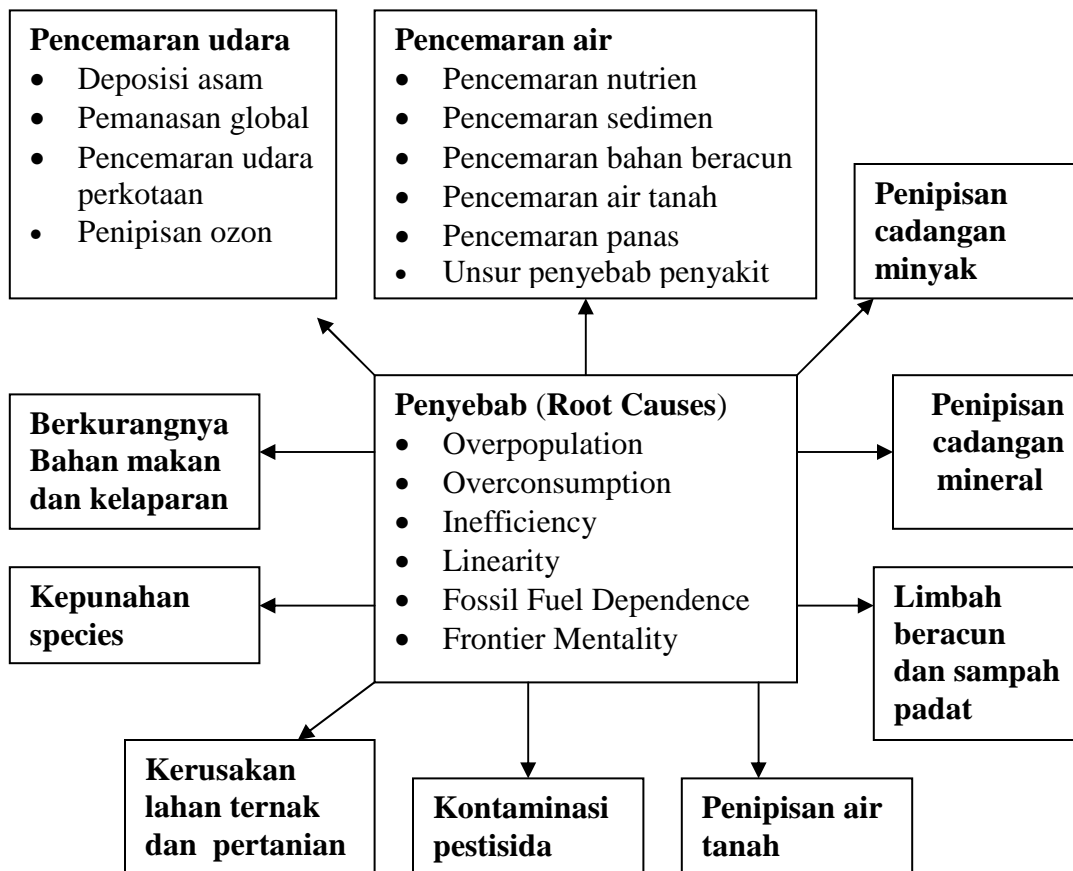 Pencemaran udara
• Deposisi asam
• Pemanasan global
• Pencemaran udara
perkotaan
• Penipisan ozon
Pencemaran air
• Pencemaran nutrien
• Pencemaran sedimen
• Pencemaran bahan beracun
• Pencemaran air tanah
• Pencemaran panas
• Unsur penyebab penyakit
Penipisan
cadangan
minyak
Berkurangnya
Bahan makan
dan kelaparan
Penyebab (Root Causes)
• Overpopulation
• Overconsumption
• Inefficiency
• Linearity
• Fossil Fuel Dependence
• Frontier Mentality
Penipisan
cadangan
mineral
Kepunahan
species
Limbah
beracun
dan sampah
padat
Kerusakan
lahan ternak
dan pertanian
Kontaminasi
pestisida
Penipisan air
tanah